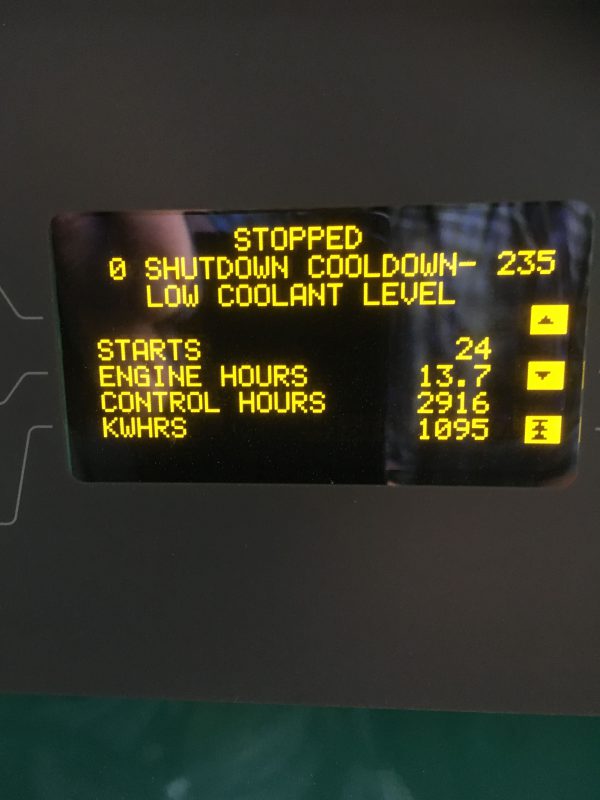 STOPPED
0 SHUTDOWN COOLDOWN- 235
LOW COOLANT LEVEL
STARTS 24
ENGINE HOURS 13.7
CONTROL HOURS 2916
KWHRS 1095